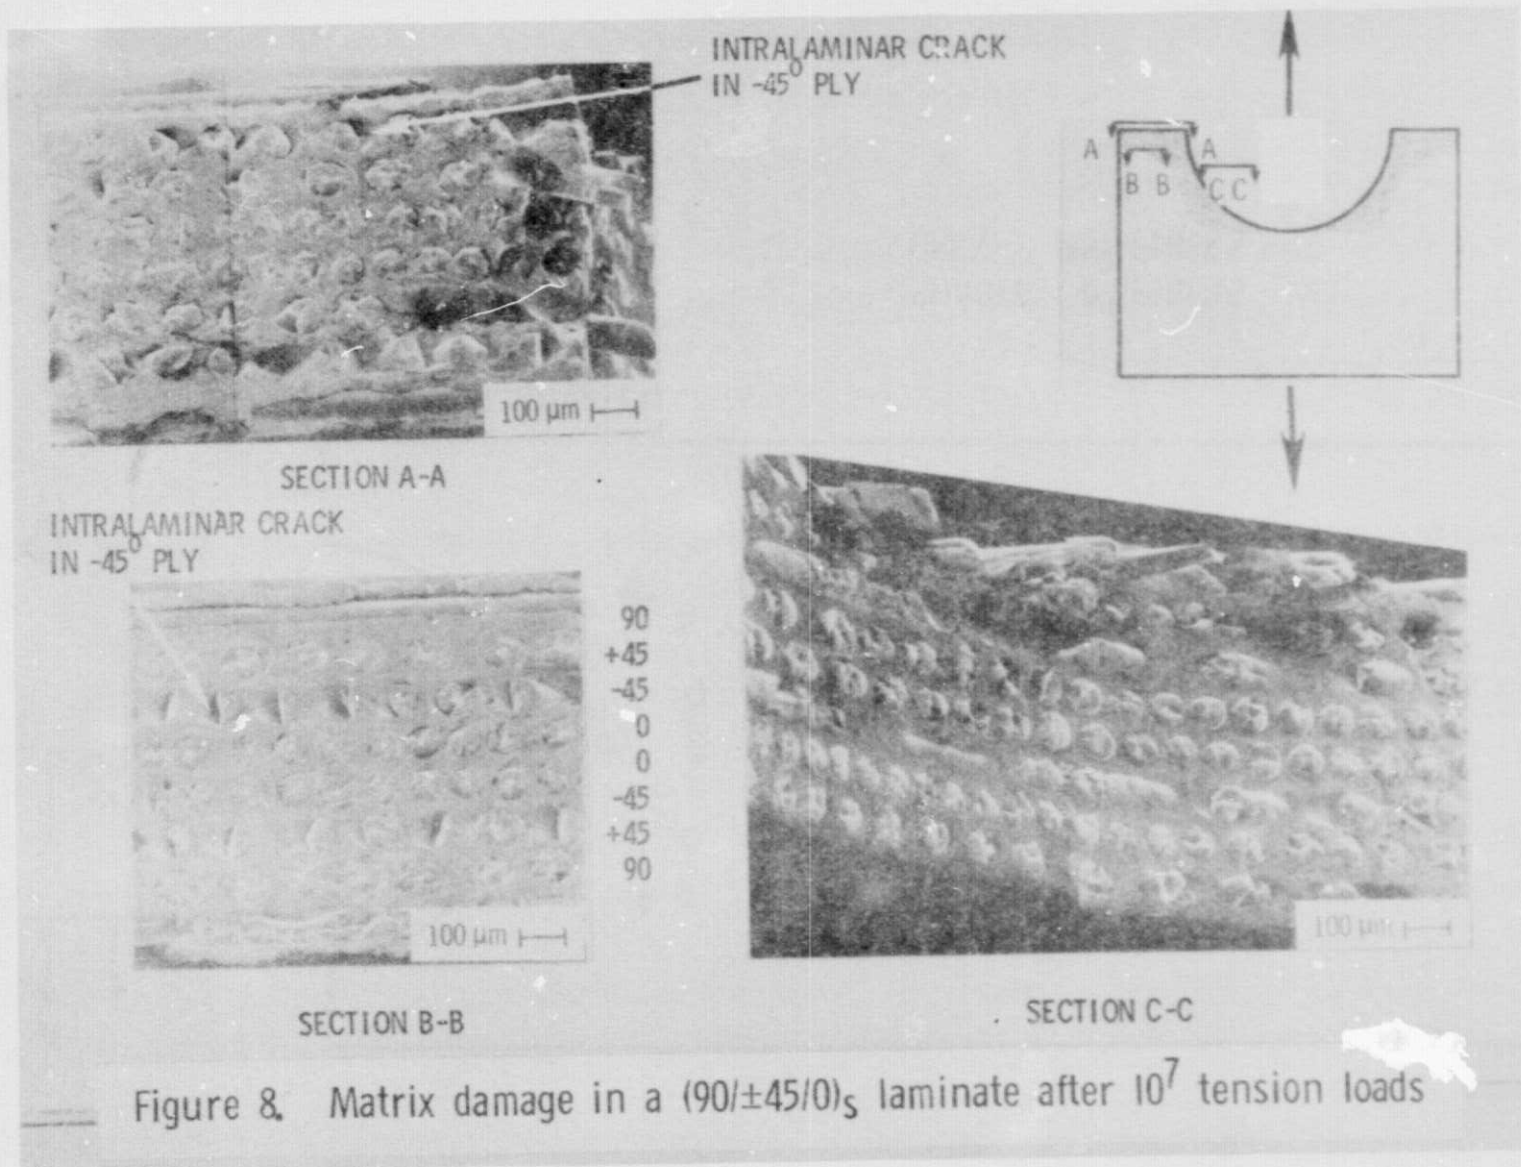 INTRALAMINAR CRACK
IN -45° PLY
A
A
B B
C C
100 µm
SECTION A-A
INTRALAMINAR CRACK
IN -45° PLY
90
+45
-45
0
0
-45
+45
90
100 µm
100 µm
SECTION B-B
SECTION C-C
Figure 8. Matrix damage in a (90/±45/0)s laminate after 10⁷ tension loads